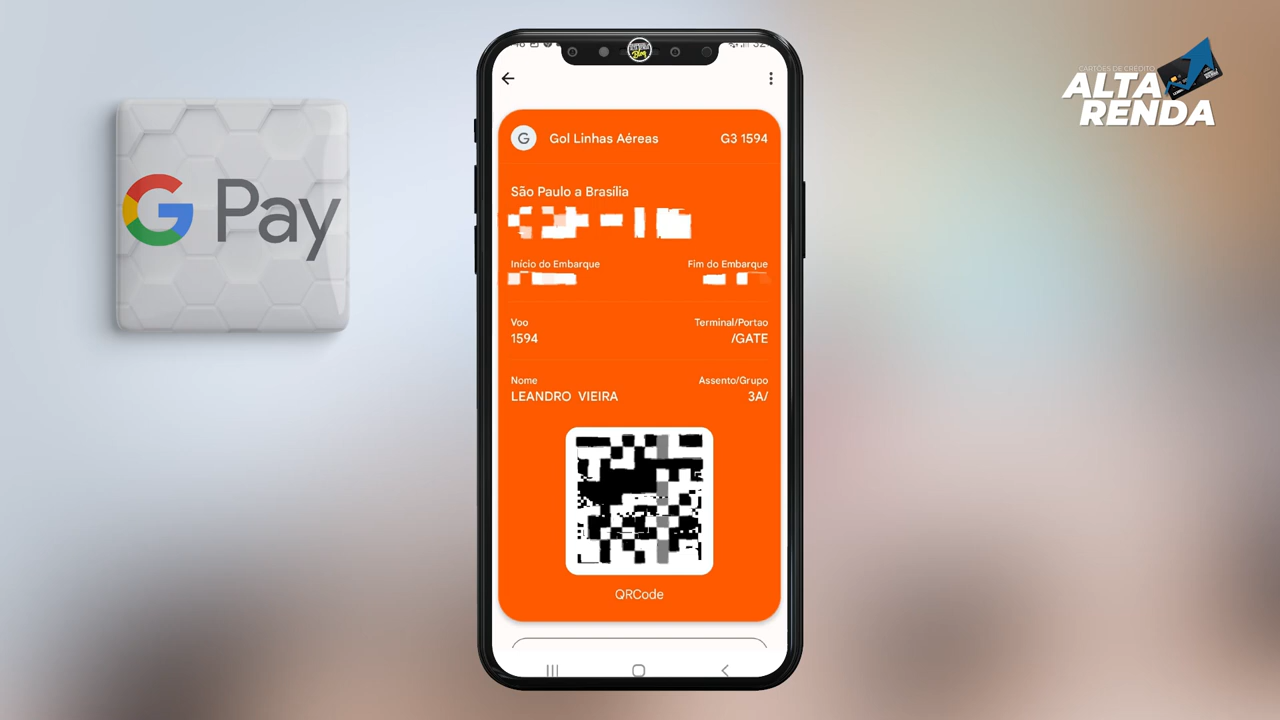 G Pay
CARTÕES DE CRÉDITO
ALTA
RENDA
Gol Linhas Aéreas
G3 1594
São Paulo a Brasília
Início do Embarque
Fim do Embarque
Voo
Terminal/Portao
1594
/GATE
Nome
Assento/Grupo
LEANDRO VIEIRA
3A/
QRCode